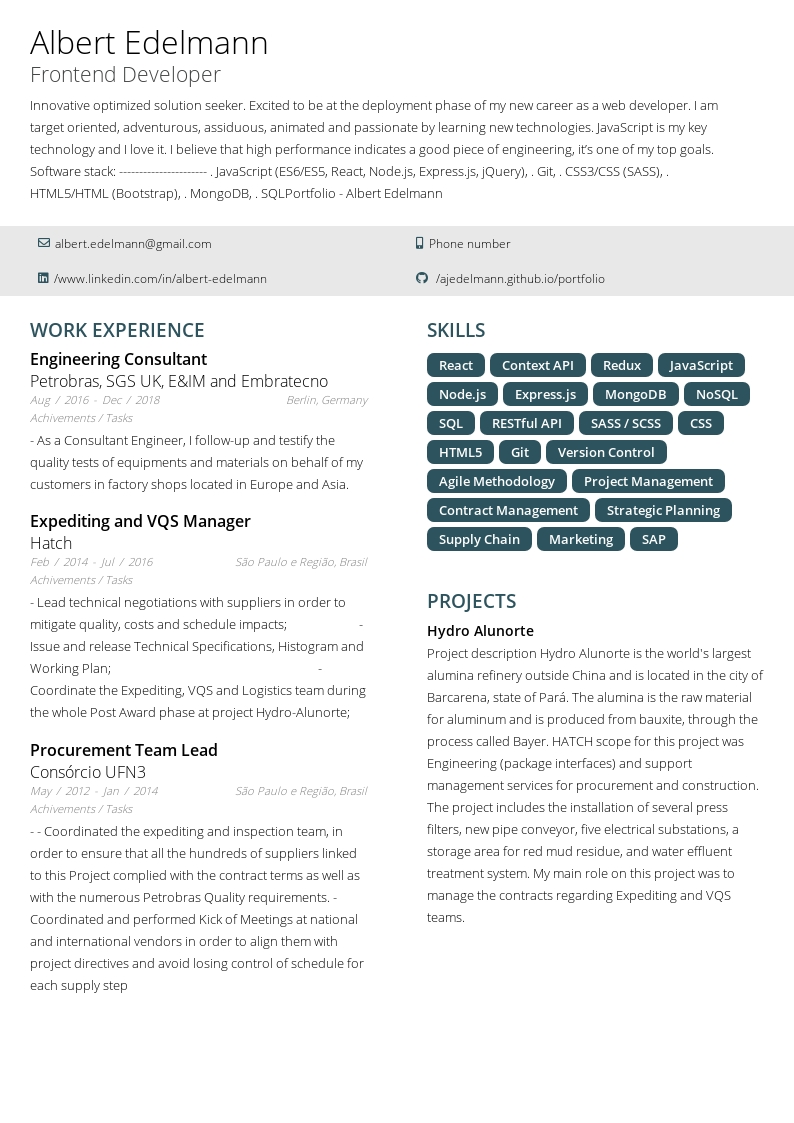 Albert Edelmann
Frontend Developer
Innovative optimized solution seeker. Excited to be at the deployment phase of my new career as a web developer. I am
target oriented, adventurous, assiduous, animated and passionate by learning new technologies. JavaScript is my key
technology and I love it. I believe that high performance indicates a good piece of engineering, it’s one of my top goals.
Software stack: ---------------------- . JavaScript (ES6/ES5, React, Node.js, Express.js, jQuery), . Git, . CSS3/CSS (SASS), .
HTML5/HTML (Bootstrap), . MongoDB, . SQLPortfolio - Albert Edelmann
albert.edelmann@gmail.com
Phone number
/www.linkedin.com/in/albert-edelmann
/ajedelmann.github.io/portfolio
WORK EXPERIENCE
Engineering Consultant
Petrobras, SGS UK, E&IM and Embratecno
Aug / 2016 - Dec / 2018 Berlin, Germany
Achivements / Tasks
- As a Consultant Engineer, I follow-up and testify the
quality tests of equipments and materials on behalf of my
customers in factory shops located in Europe and Asia.
Expediting and VQS Manager
Hatch
Feb / 2014 - Jul / 2016 São Paulo e Região, Brasil
Achivements / Tasks
- Lead technical negotiations with suppliers in order to
mitigate quality, costs and schedule impacts; -
Issue and release Technical Specifications, Histogram and
Working Plan; -
Coordinate the Expediting, VQS and Logistics team during
the whole Post Award phase at project Hydro-Alunorte;
Procurement Team Lead
Consórcio UFN3
May / 2012 - Jan / 2014 São Paulo e Região, Brasil
Achivements / Tasks
- - Coordinated the expediting and inspection team, in
order to ensure that all the hundreds of suppliers linked
to this Project complied with the contract terms as well as
with the numerous Petrobras Quality requirements. -
Coordinated and performed Kick of Meetings at national
and international vendors in order to align them with
project directives and avoid losing control of schedule for
each supply step
SKILLS
React Context API Redux JavaScript
Node.js Express.js MongoDB NoSQL
SQL RESTful API SASS / SCSS CSS
HTML5 Git Version Control
Agile Methodology Project Management
Contract Management Strategic Planning
Supply Chain Marketing SAP
PROJECTS
Hydro Alunorte
Project description Hydro Alunorte is the world's largest
alumina refinery outside China and is located in the city of
Barcarena, state of Pará. The alumina is the raw material
for aluminum and is produced from bauxite, through the
process called Bayer. HATCH scope for this project was
Engineering (package interfaces) and support
management services for procurement and construction.
The project includes the installation of several press
filters, new pipe conveyor, five electrical substations, a
storage area for red mud residue, and water effluent
treatment system. My main role on this project was to
manage the contracts regarding Expediting and VQS
teams.